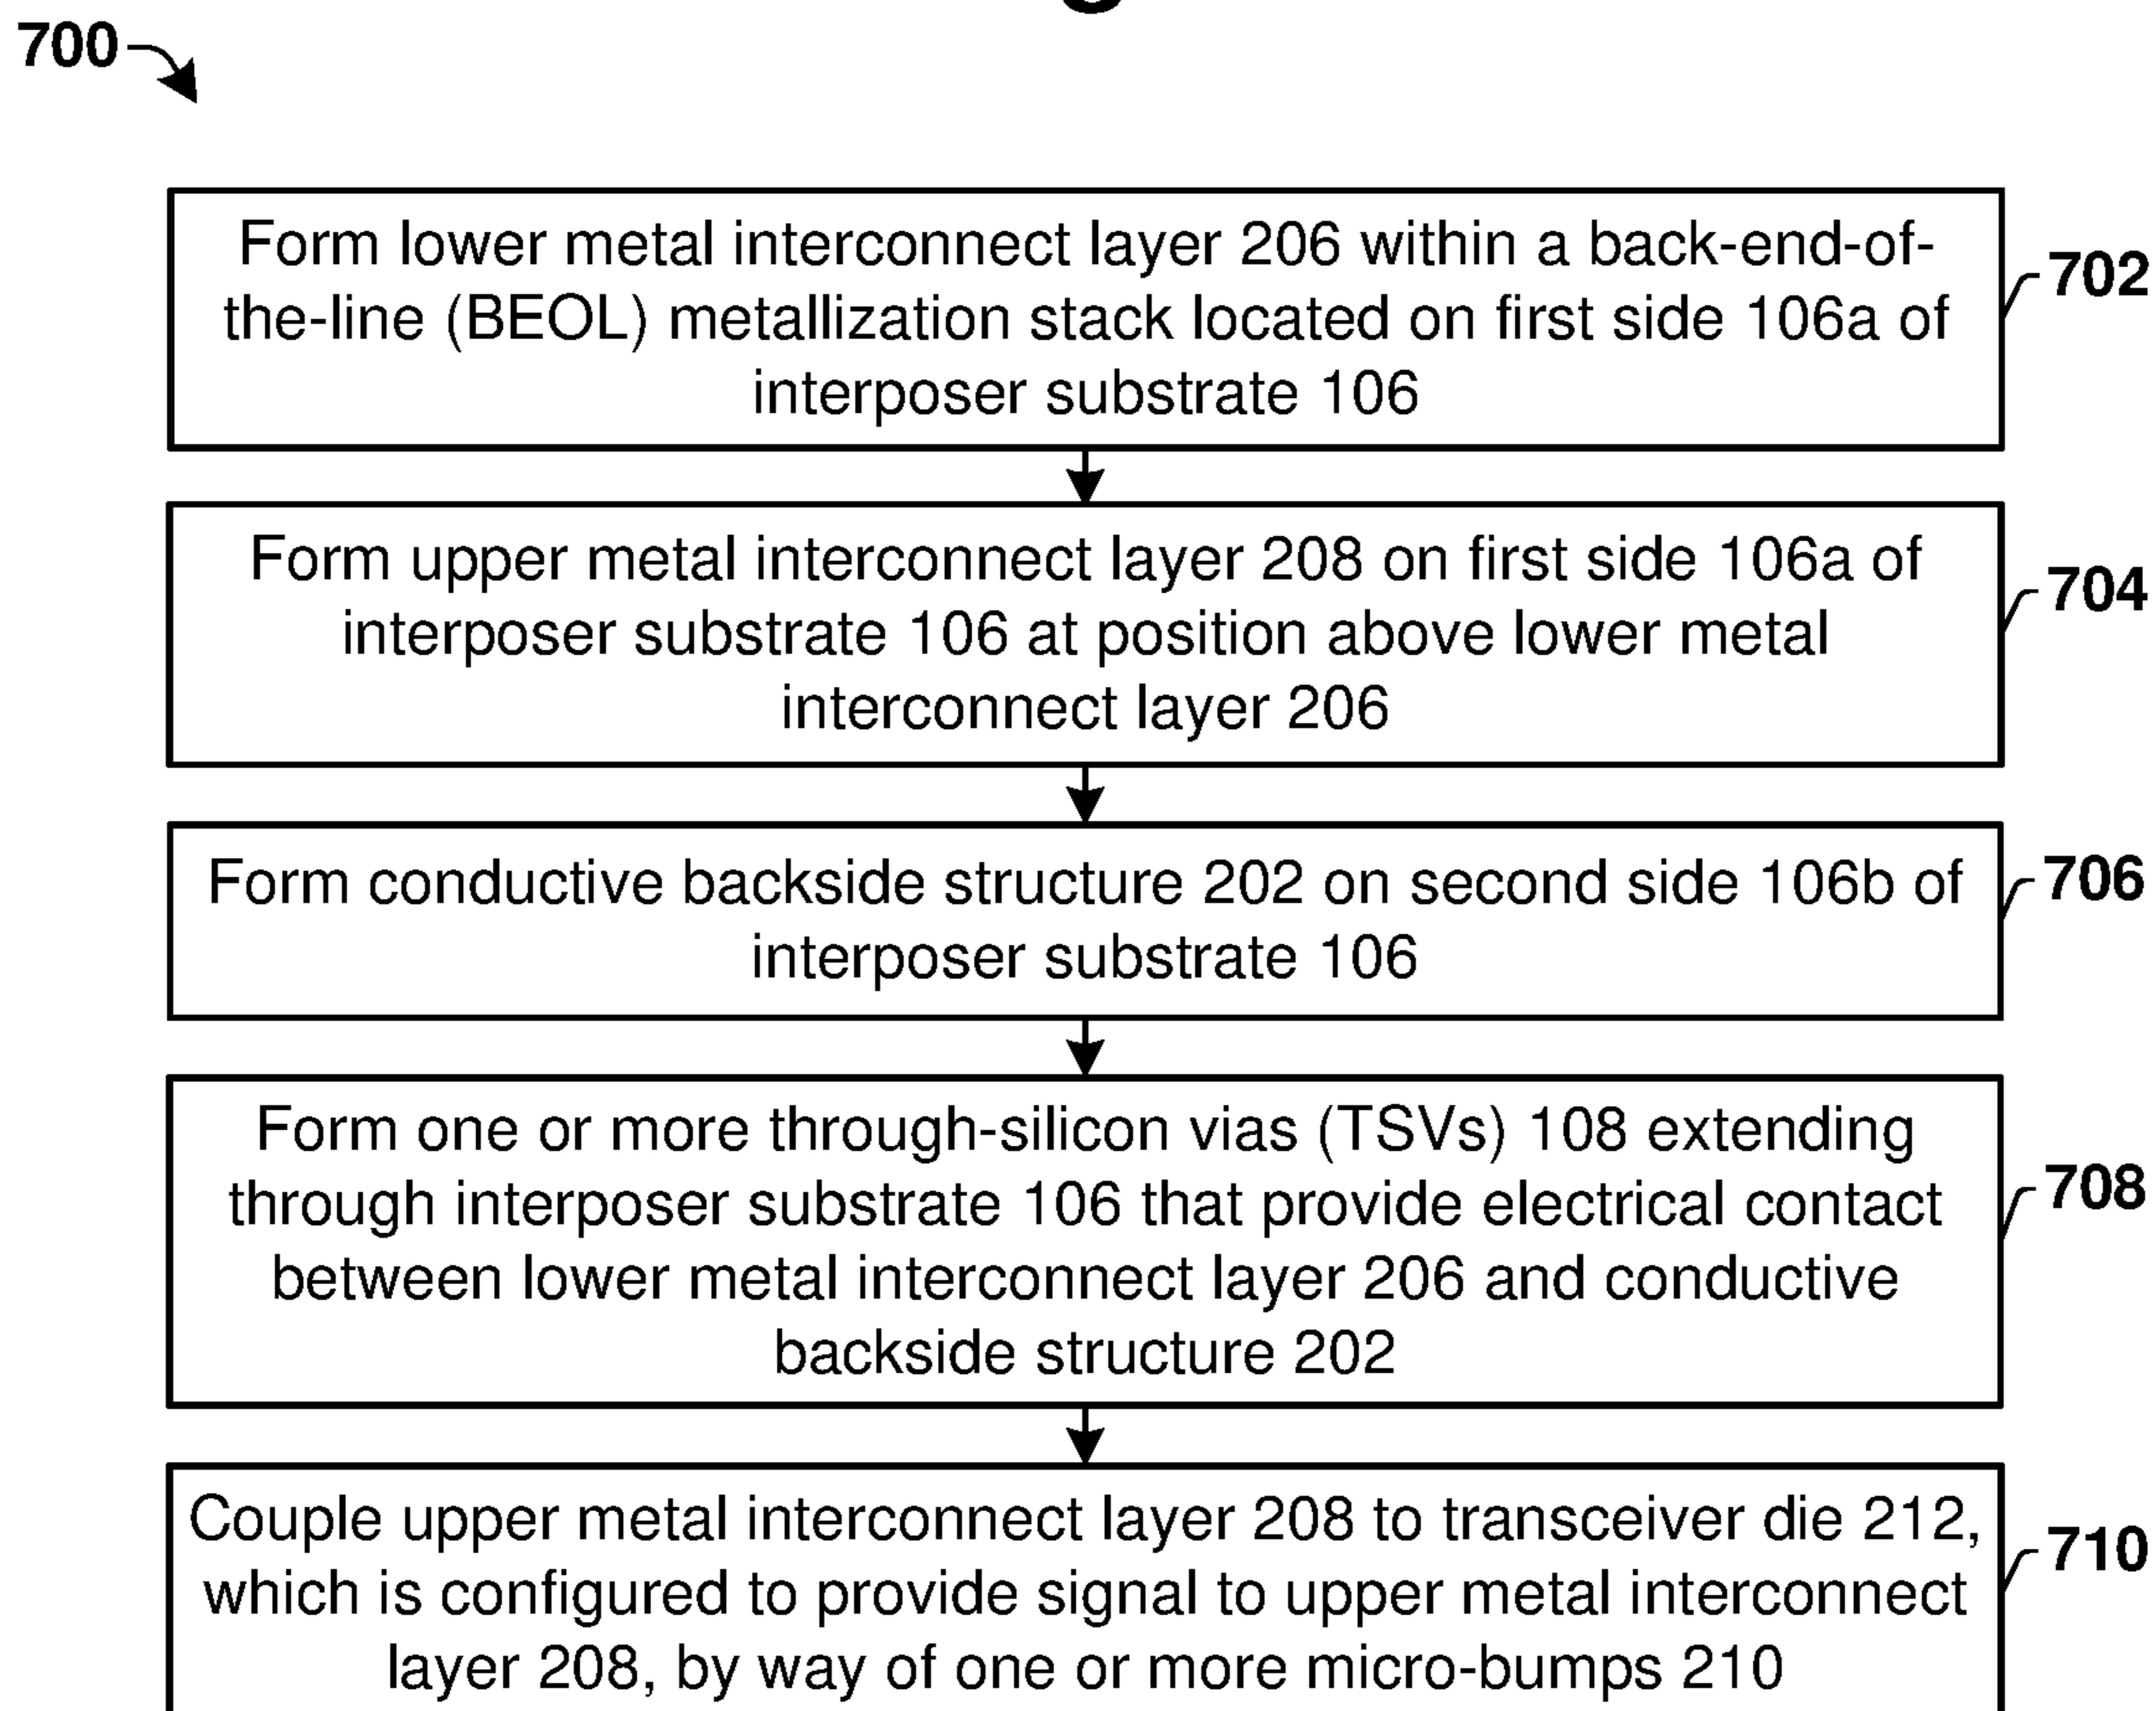 700
Form lower metal interconnect layer 206 within a back-end-of-
the-line (BEOL) metallization stack located on first side 106a of
interposer substrate 106
702
Form upper metal interconnect layer 208 on first side 106a of
interposer substrate 106 at position above lower metal
interconnect layer 206
704
Form conductive backside structure 202 on second side 106b of
interposer substrate 106
706
Form one or more through-silicon vias (TSVs) 108 extending
through interposer substrate 106 that provide electrical contact
between lower metal interconnect layer 206 and conductive
backside structure 202
708
Couple upper metal interconnect layer 208 to transceiver die 212,
which is configured to provide signal to upper metal interconnect
layer 208, by way of one or more micro-bumps 210
710